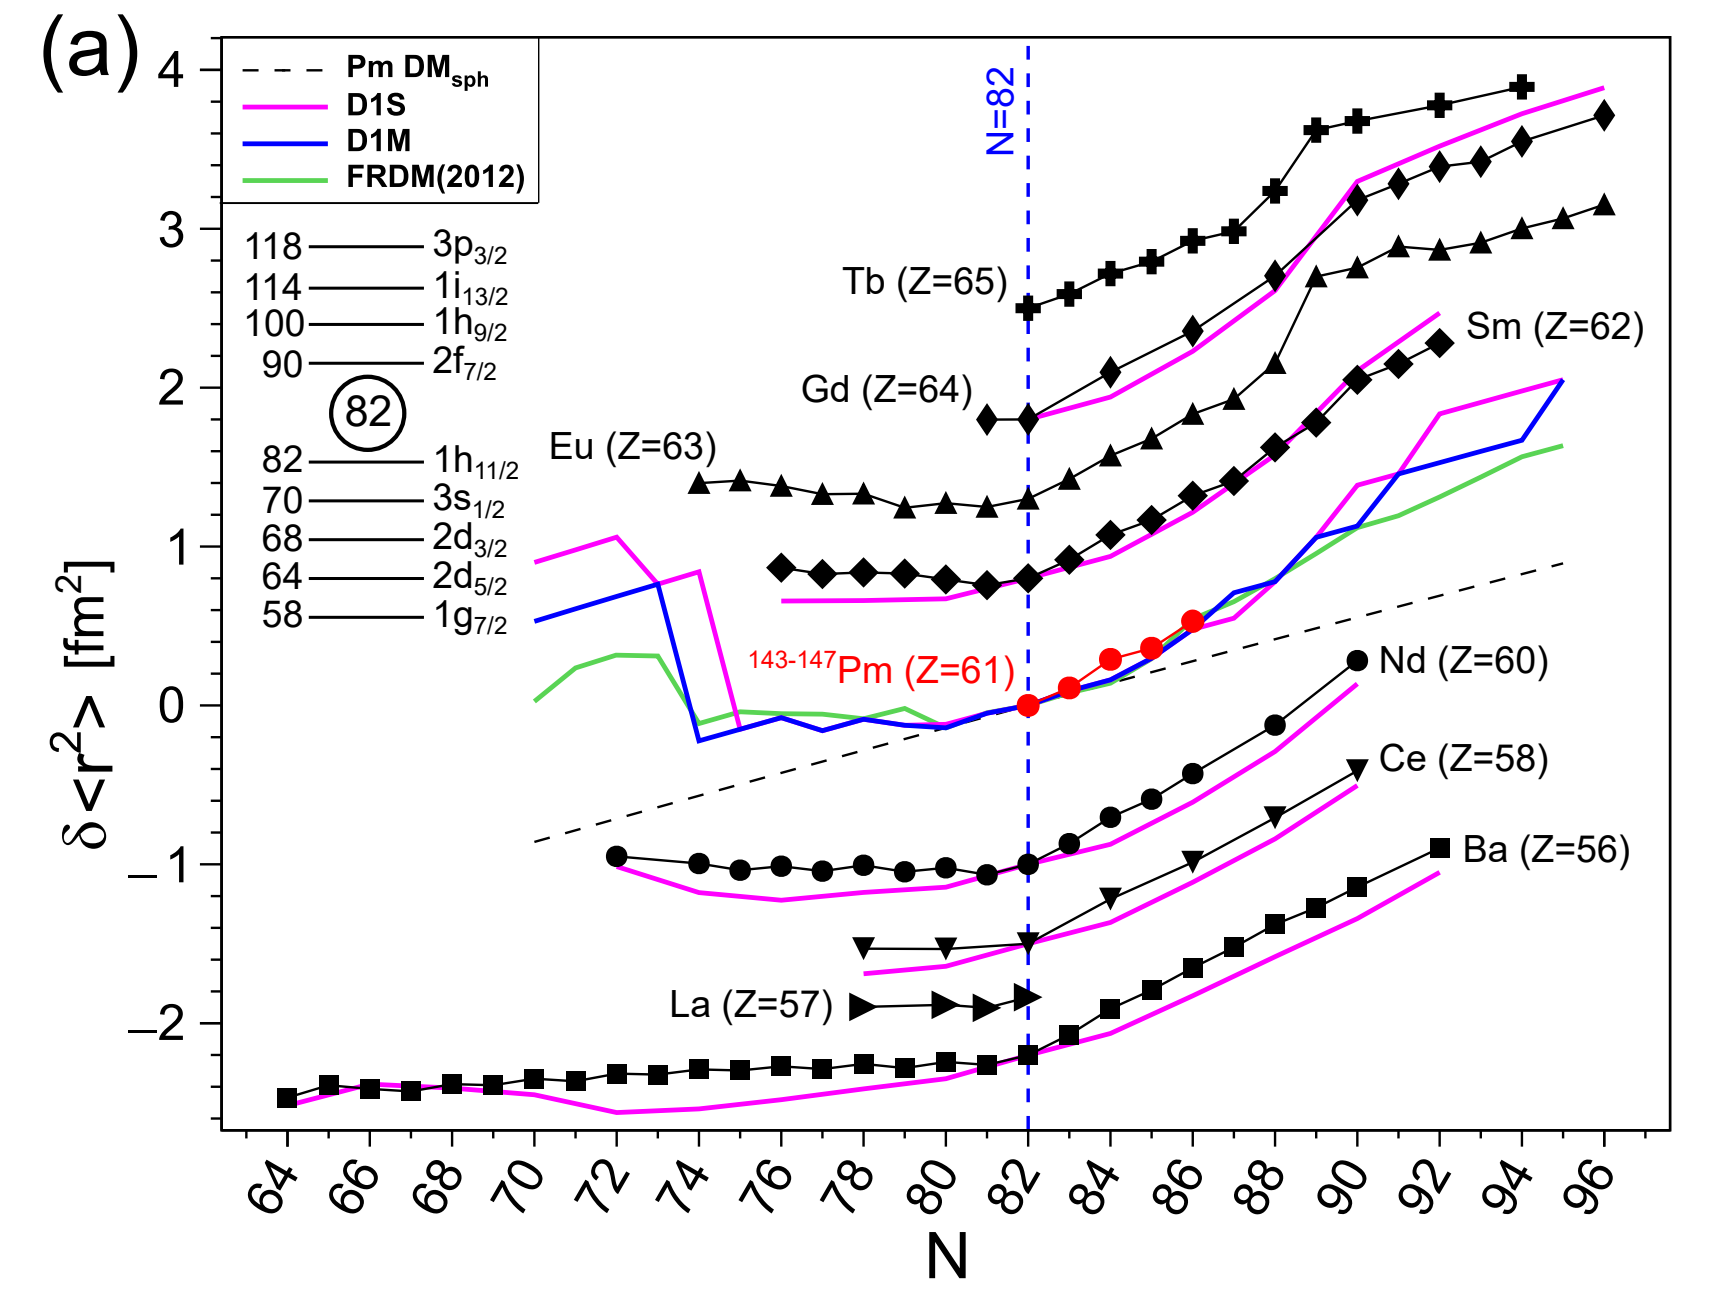 (a)
Pm DMsph
D1S
D1M
FRDM(2012)
118 3p3/2
114 1i13/2
100 1h9/2
90 2f7/2
82
82 1h11/2
70 3s1/2
68 2d3/2
64 2d5/2
58 1g7/2
N=82
Tb (Z=65)
Gd (Z=64)
Eu (Z=63)
Sm (Z=62)
143-147Pm (Z=61)
Nd (Z=60)
Ce (Z=58)
La (Z=57)
Ba (Z=56)
δ<r2> [fm2]
4
3
2
1
0
–1
–2
64 66 68 70 72 74 76 78 80 82 84 86 88 90 92 94 96
N